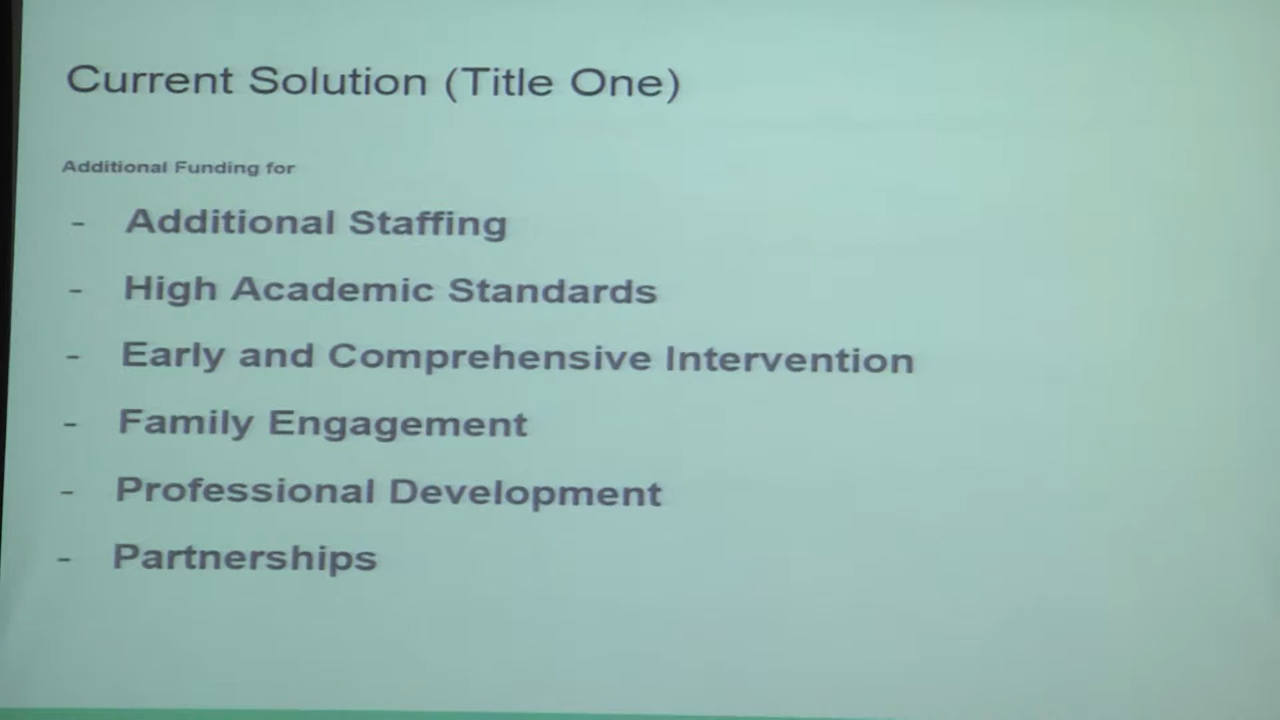 Current Solution (Title One)
Additional Funding for
- Additional Staffing
- High Academic Standards
- Early and Comprehensive Intervention
- Family Engagement
- Professional Development
- Partnerships